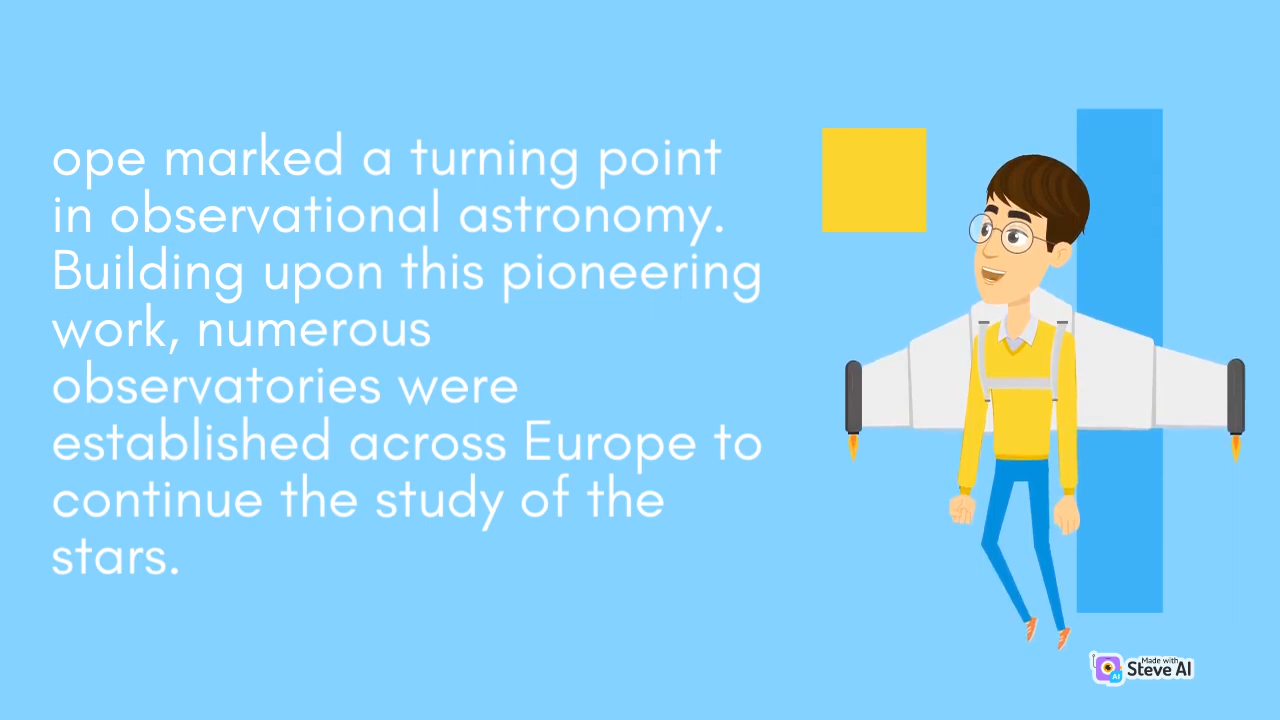 ope marked a turning point
in observational astronomy.
Building upon this pioneering
work, numerous
observatories were
established across Europe to
continue the study of the
stars.
Made with
AI Steve AI